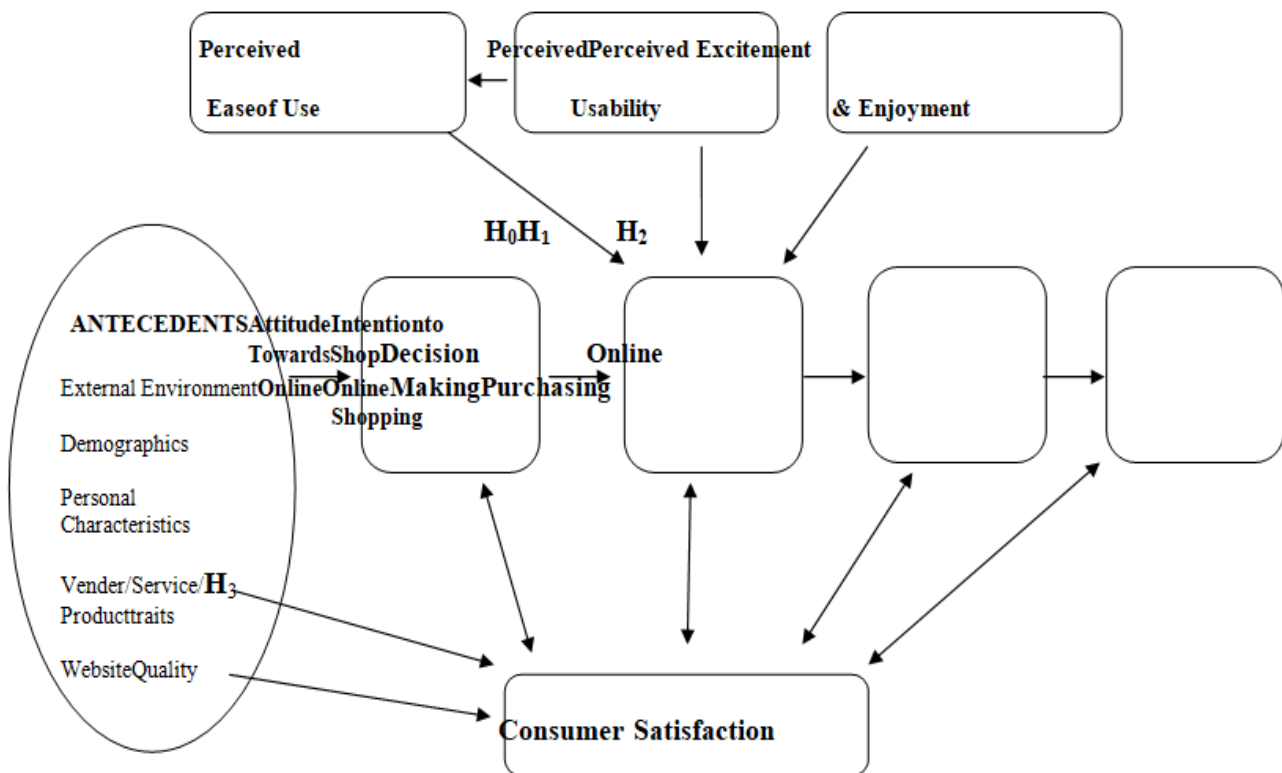 Perceived PerceivedPerceived Excitement
Easeof Use Usability & Enjoyment
H₀H₁ H₂
ANTECEDENTSAttitudeIntentionto
TowardsShopDecision Online
External EnvironmentOnlineOnlineMakingPurchasing
Shopping
Demographics
Personal
Characteristics
Vender/Service/H₃
Producttraits
WebsiteQuality
Consumer Satisfaction